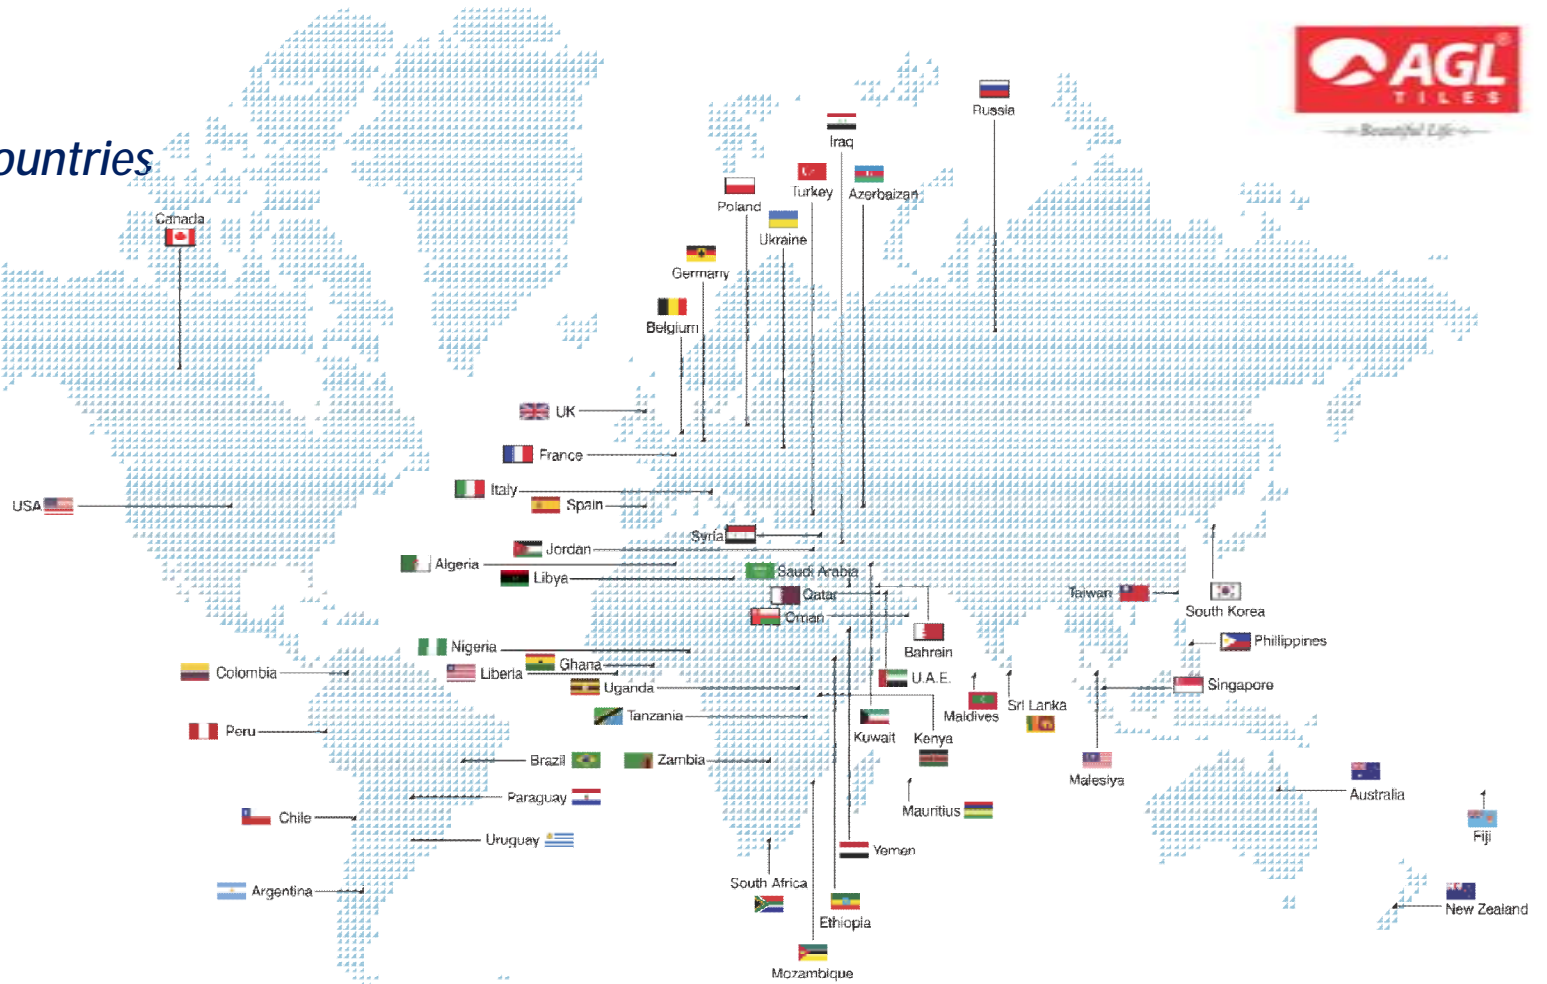 AGL
TILES
Beautiful Life
ountries
Russia
Iraq
Turkey
Azerbaizan
Poland
Canada
Ukraine
Germany
Belgium
UK
France
Italy
USA
Spain
Syria
Jordan
Algeria
Saudi Arabia
Libya
Qatar
Taiwan
South Korea
Oman
Phillippines
Nigeria
Bahrein
Ghana
Colombia
Liberia
U.A.E.
Singapore
Uganda
Maldives
Sri Lanka
Tanzania
Peru
Kuwait
Kenya
Brazil
Zambia
Malesiya
Paraguay
Australia
Mauritius
Chile
Fiji
Uruguay
Yemen
South Africa
Argentina
New Zealand
Ethiopia
Mozambique